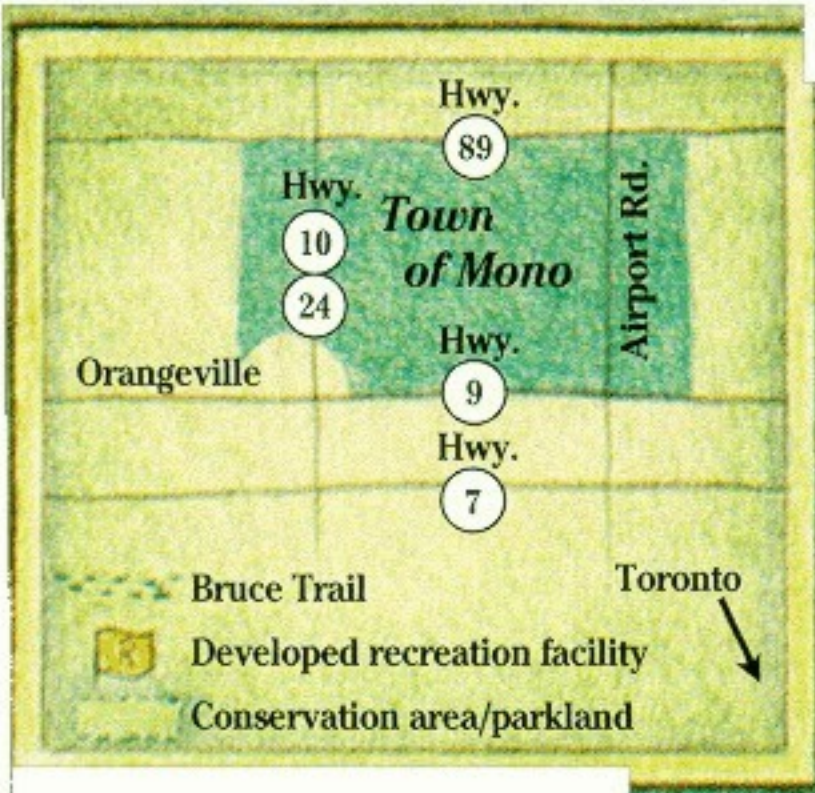 Hwy.
89
Hwy.
10
24
Town
of Mono
Airport Rd.
Hwy.
9
Orangeville
Hwy.
7
Bruce Trail
Toronto
Developed recreation facility
Conservation area/parkland